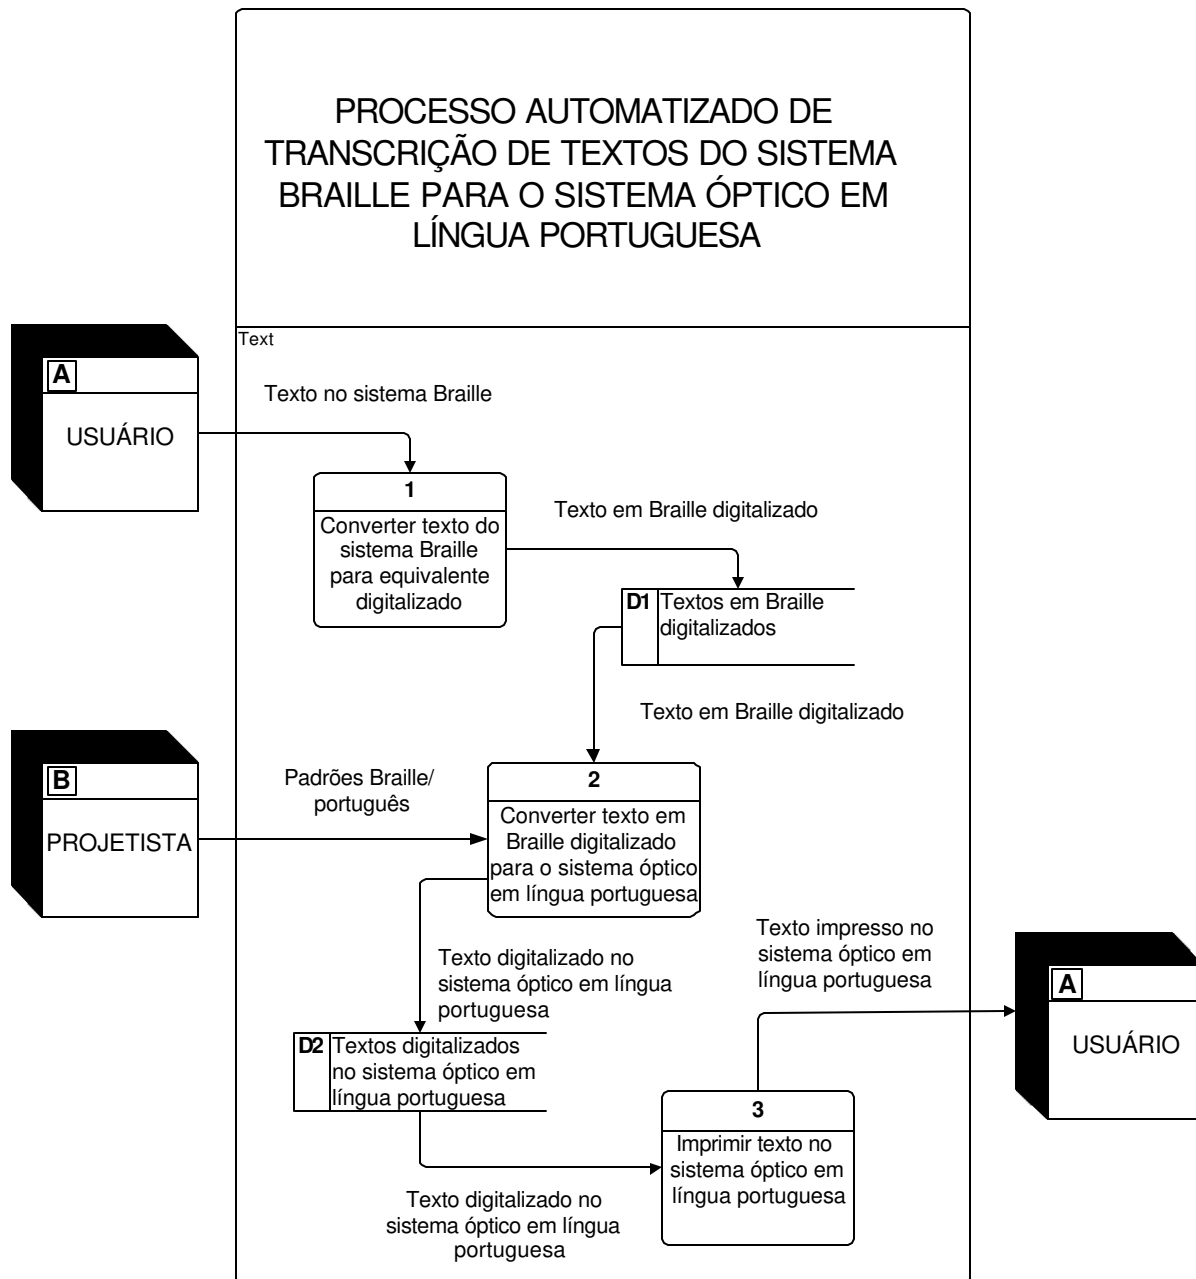 PROCESSO AUTOMATIZADO DE
TRANSCRIÇÃO DE TEXTOS DO SISTEMA
BRAILLE PARA O SISTEMA ÓPTICO EM
LÍNGUA PORTUGUESA
Text
A
USUÁRIO
Texto no sistema Braille
1
Converter texto do
sistema Braille
para equivalente
digitalizado
Texto em Braille digitalizado
D1
Textos em Braille
digitalizados
Texto em Braille digitalizado
B
PROJETISTA
Padrões Braille/
português
2
Converter texto em
Braille digitalizado
para o sistema óptico
em língua portuguesa
Texto digitalizado no
sistema óptico em língua
portuguesa
D2
Textos digitalizados
no sistema óptico em
língua portuguesa
Texto digitalizado no
sistema óptico em língua
portuguesa
3
Imprimir texto no
sistema óptico em
língua portuguesa
Texto impresso no
sistema óptico em
língua portuguesa
A
USUÁRIO